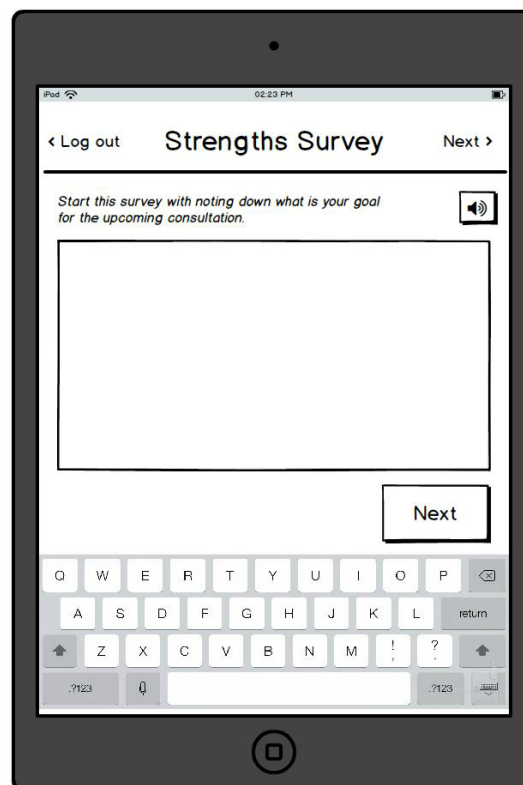 iPod 02:23 PM
< Log out Strengths Survey Next >
Start this survey with noting down what is your goal
for the upcoming consultation.
Next
Q W E R T Y U I O P
A S D F G H J K L return
Z X C V B N M ! , ? .
.?123 .?123